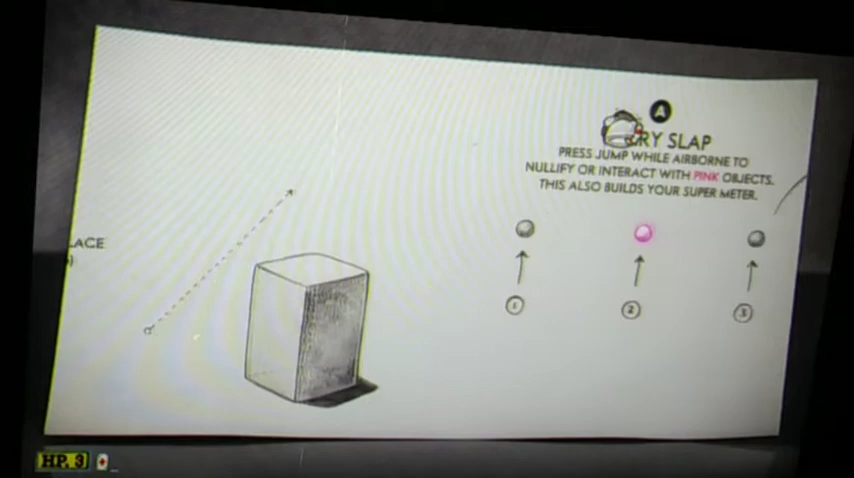 LACE
)
A
RY SLAP
PRESS JUMP WHILE AIRBORNE TO
NULLIFY OR INTERACT WITH PINK OBJECTS.
THIS ALSO BUILDS YOUR SUPER METER.
1
2
3
HP. 3